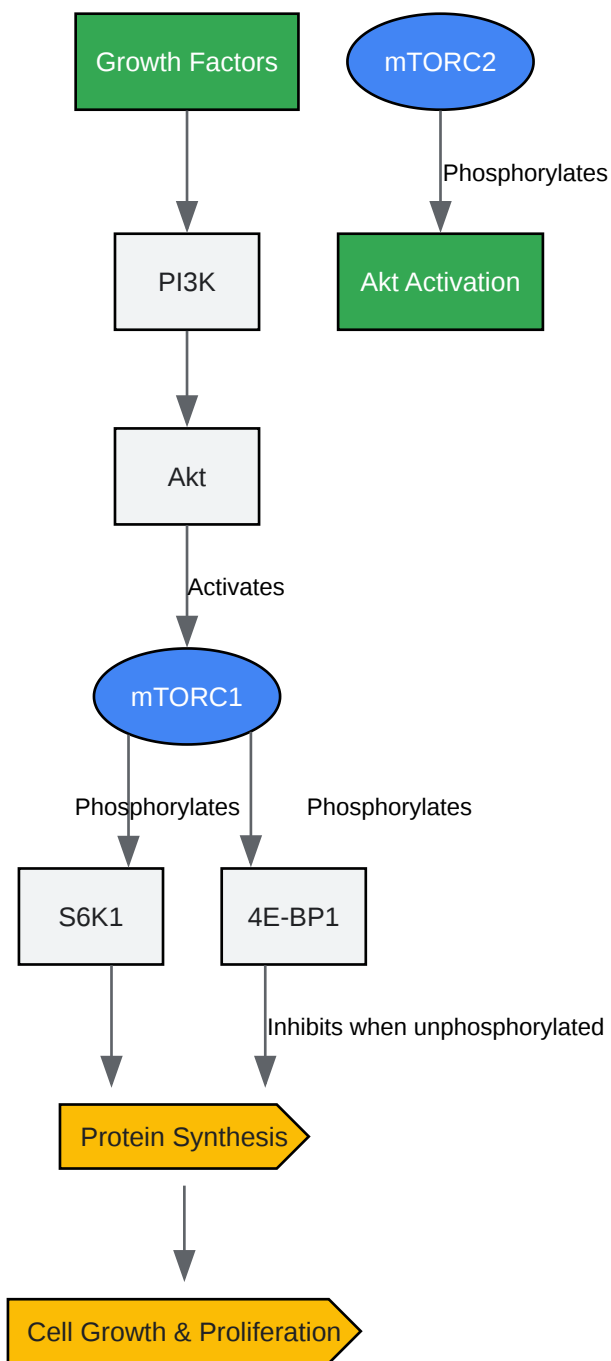 Growth Factors
mTORC2
Phosphorylates
PI3K
Akt Activation
Akt
Activates
mTORC1
Phosphorylates
Phosphorylates
S6K1
4E-BP1
Inhibits when unphosphorylated
Protein Synthesis
Cell Growth & Proliferation